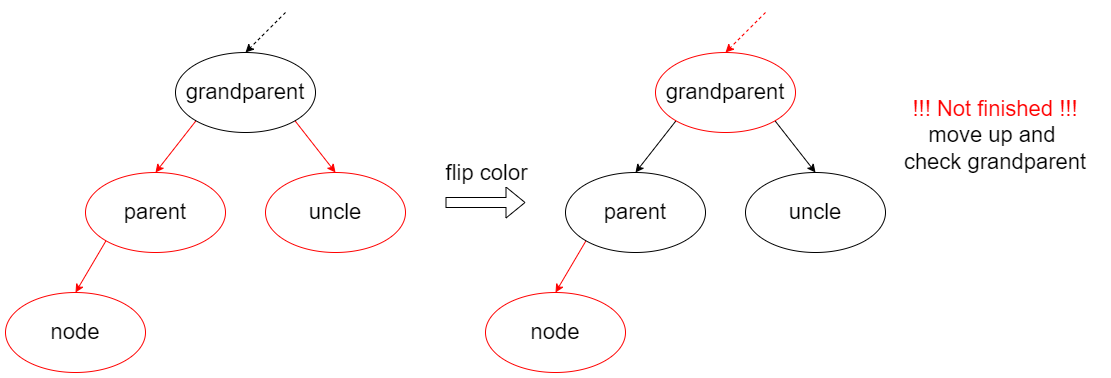 grandparent
parent
uncle
node
flip color
grandparent
parent
uncle
node
!!! Not finished !!!
move up and
check grandparent